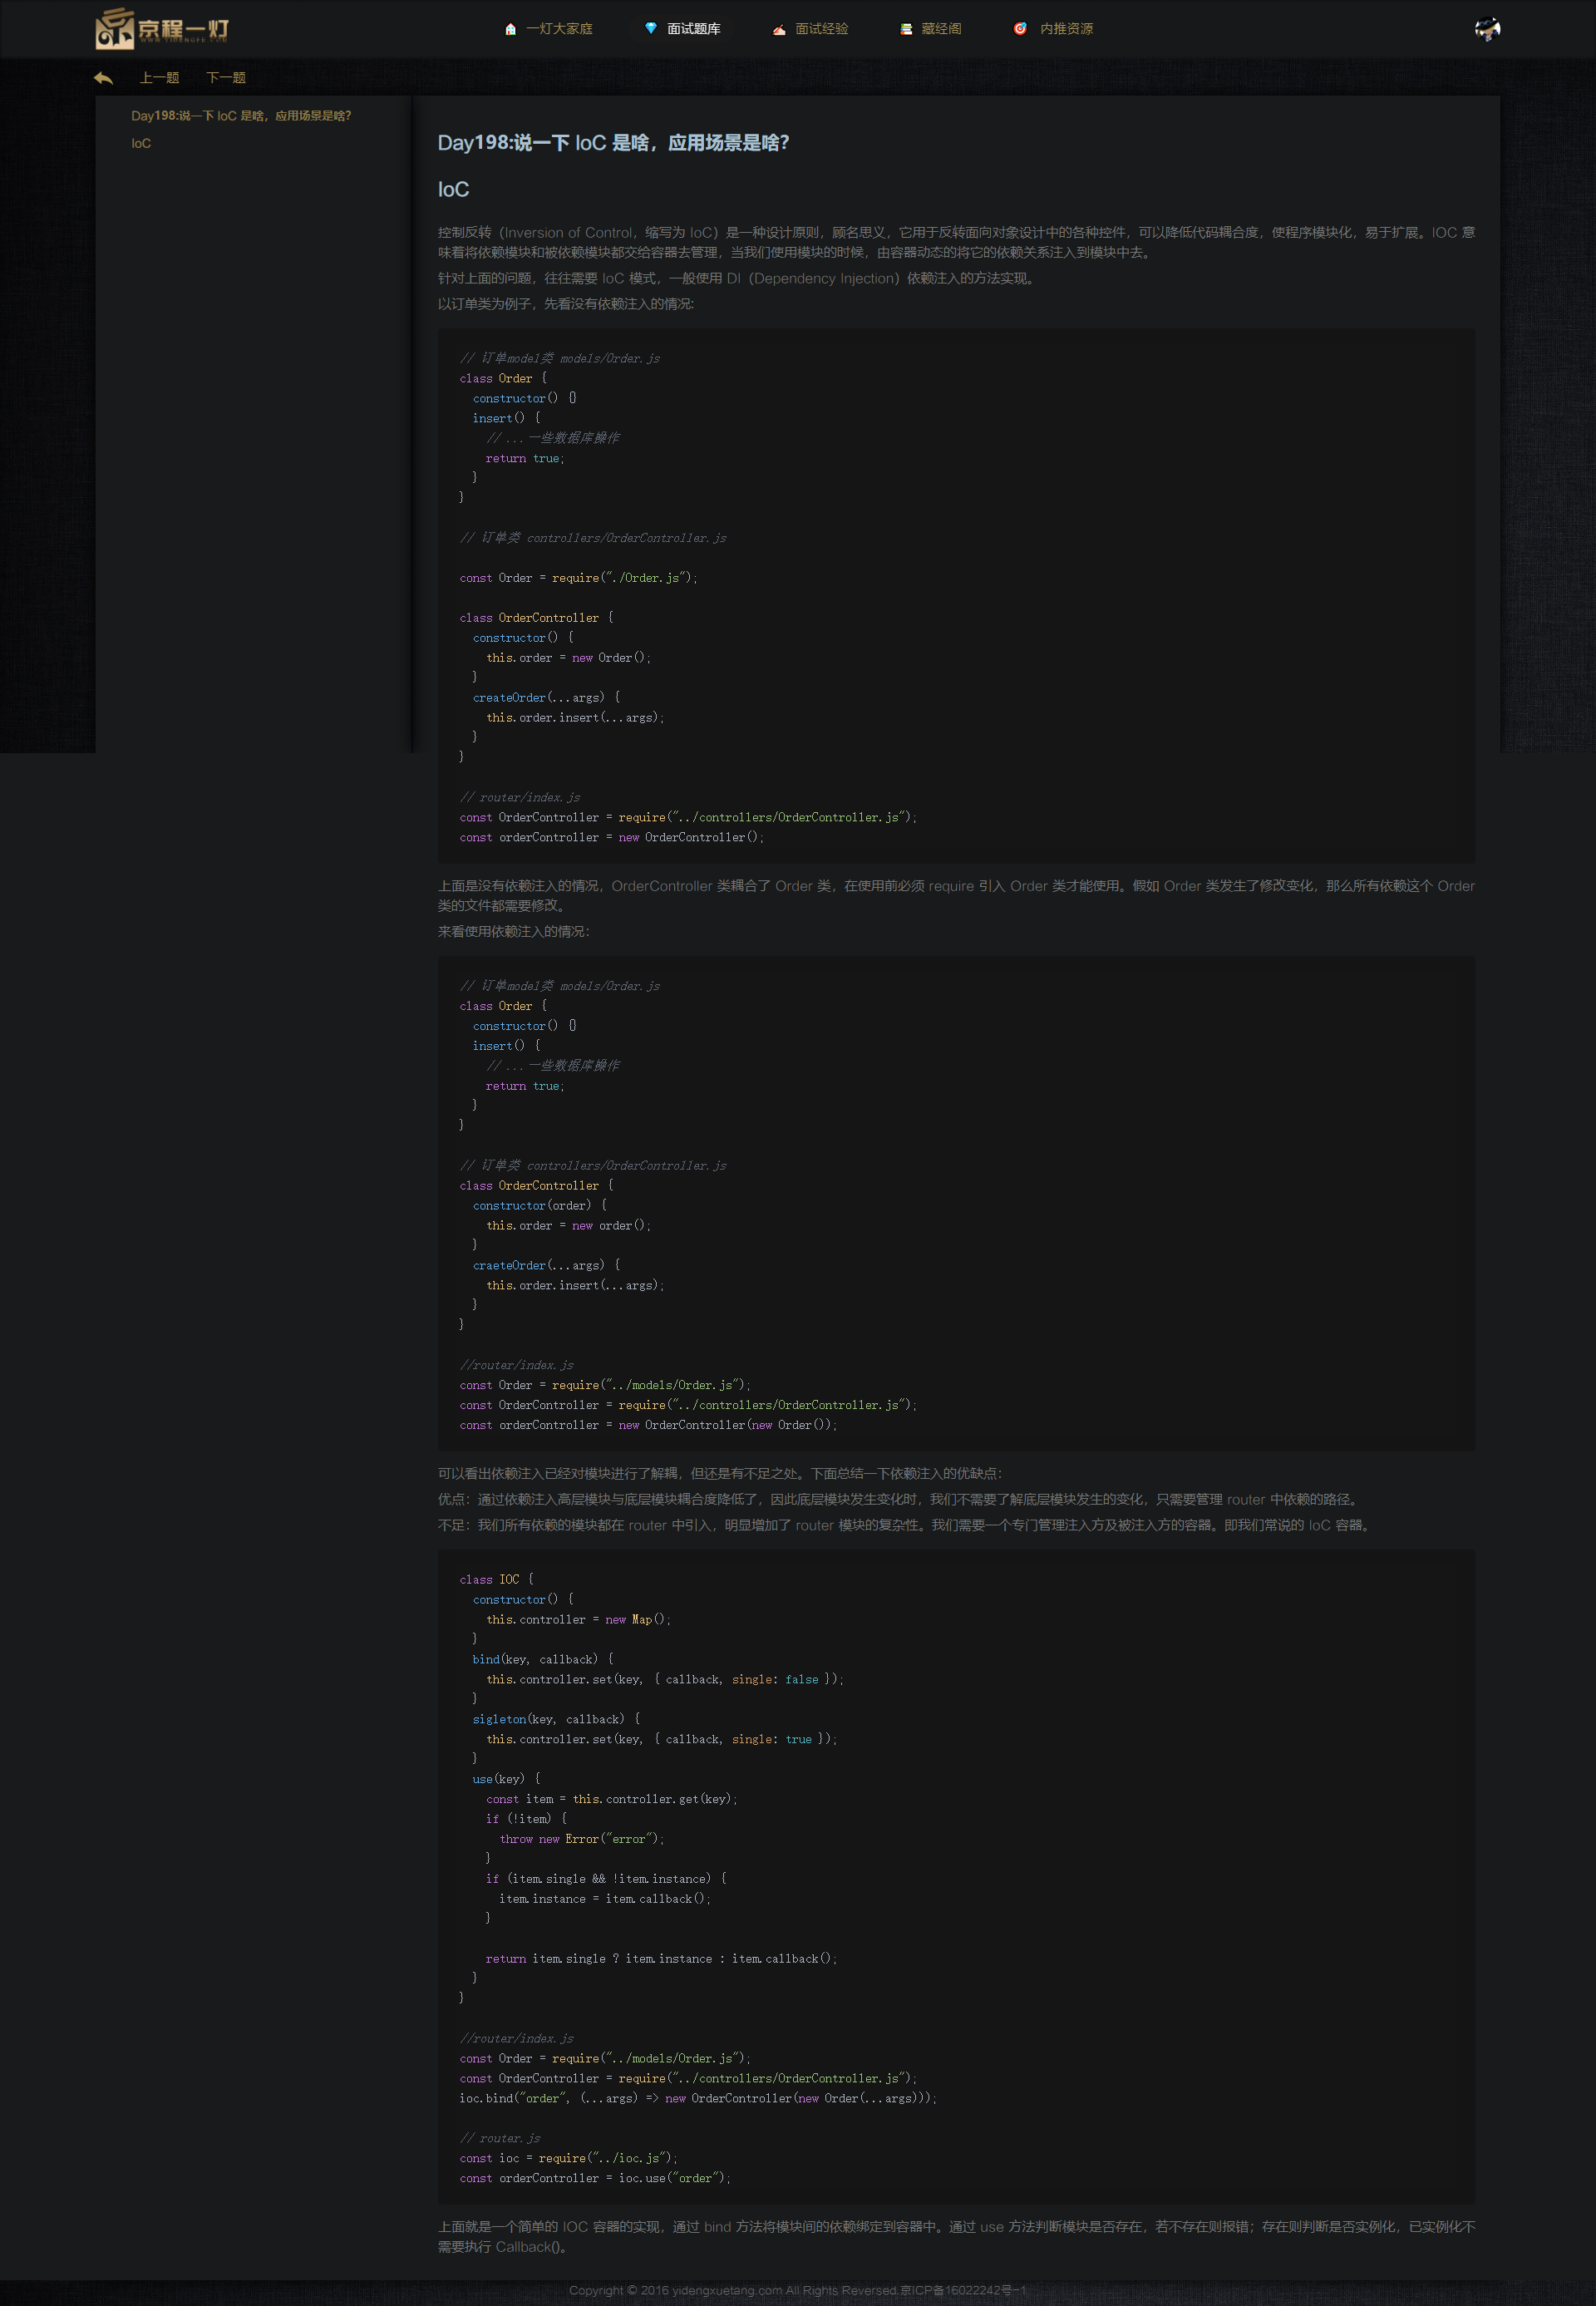 京程一灯
WWW.YIDENGFE.COM
一灯大家庭
面试题库
面试经验
藏经阁
内推资源
上一题 下一题
Day198:说一下 IoC 是啥，应用场景是啥？
IoC
Day198:说一下 IoC 是啥，应用场景是啥？
IoC
控制反转（Inversion of Control，缩写为 IoC）是一种设计原则，顾名思义，它用于反转面向对象设计中的各种控件，可以降低代码耦合度，使程序模块化，易于扩展。IOC 意
味着将依赖模块和被依赖模块都交给容器去管理，当我们使用模块的时候，由容器动态的将它的依赖关系注入到模块中去。
针对上面的问题，往往需要 IoC 模式，一般使用 DI（Dependency Injection）依赖注入的方法实现。
以订单类为例子，先看没有依赖注入的情况:
// 订单model类 models/Order.js
class Order {
  constructor() {}
  insert() {
    // ...一些数据库操作
    return true;
  }
}
// 订单类 controllers/OrderController.js
const Order = require("./Order.js");
class OrderController {
  constructor() {
    this.order = new Order();
  }
  createOrder(...args) {
    this.order.insert(...args);
  }
}
// router/index.js
const OrderController = require("../controllers/OrderController.js");
const orderController = new OrderController();
上面是没有依赖注入的情况，OrderController 类耦合了 Order 类，在使用前必须 require 引入 Order 类才能使用。假如 Order 类发生了修改变化，那么所有依赖这个 Order
类的文件都需要修改。
来看使用依赖注入的情况：
// 订单model类 models/Order.js
class Order {
  constructor() {}
  insert() {
    // ...一些数据库操作
    return true;
  }
}
// 订单类 controllers/OrderController.js
class OrderController {
  constructor(order) {
    this.order = new order();
  }
  craeteOrder(...args) {
    this.order.insert(...args);
  }
}
//router/index.js
const Order = require("../models/Order.js");
const OrderController = require("../controllers/OrderController.js");
const orderController = new OrderController(new Order());
可以看出依赖注入已经对模块进行了解耦，但还是有不足之处。下面总结一下依赖注入的优缺点：
优点：通过依赖注入高层模块与底层模块耦合度降低了，因此底层模块发生变化时，我们不需要了解底层模块发生的变化，只需要管理 router 中依赖的路径。
不足：我们所有依赖的模块都在 router 中引入，明显增加了 router 模块的复杂性。我们需要一个专门管理注入方及被注入方的容器。即我们常说的 IoC 容器。
class IOC {
  constructor() {
    this.controller = new Map();
  }
  bind(key, callback) {
    this.controller.set(key, { callback, single: false });
  }
  sigleton(key, callback) {
    this.controller.set(key, { callback, single: true });
  }
  use(key) {
    const item = this.controller.get(key);
    if (!item) {
      throw new Error("error");
    }
    if (item.single && !item.instance) {
      item.instance = item.callback();
    }
    return item.single ? item.instance : item.callback();
  }
}
//router/index.js
const Order = require("../models/Order.js");
const OrderController = require("../controllers/OrderController.js");
ioc.bind("order", (...args) => new OrderController(new Order(...args)));
// router.js
const ioc = require("../ioc.js");
const orderController = ioc.use("order");
上面就是一个简单的 IOC 容器的实现，通过 bind 方法将模块间的依赖绑定到容器中。通过 use 方法判断模块是否存在，若不存在则报错；存在则判断是否实例化，已实例化不
需要执行 Callback()。
Copyright © 2016 yidengxuetang.com All Rights Reversed.京ICP备16022242号-1